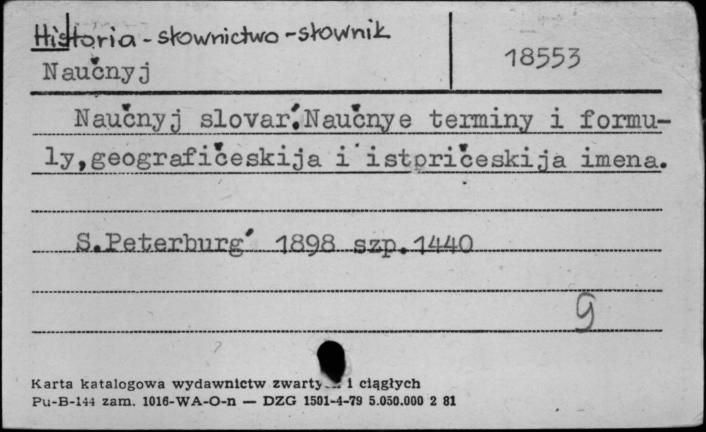 Historia - słownictwo - słownik
18553
Naučnyj
Naučnyj slovar'. Naučnye terminy i formu-
ly, geografičeskija i istoričeskija imena.
S.Peterburg' 1898 szp. 1440
9
Karta katalogowa wydawnictw i ciągłych
Pu-B-144 zam. 1016-WA-O-n — DZG 1501-4-79 5.050.000 2 81